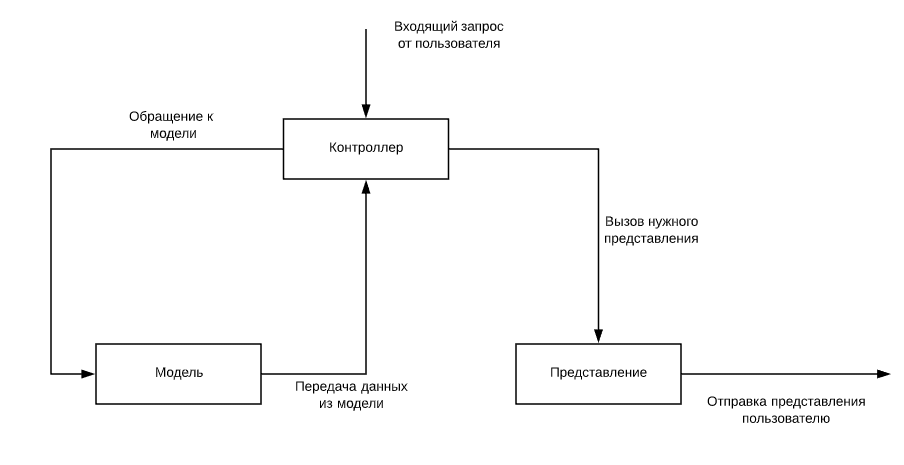 Входящий запрос
от пользователя
Обращение к
модели
Контроллер
Вызов нужного
представления
Модель
Представление
Передача данных
из модели
Отправка представления
пользователю